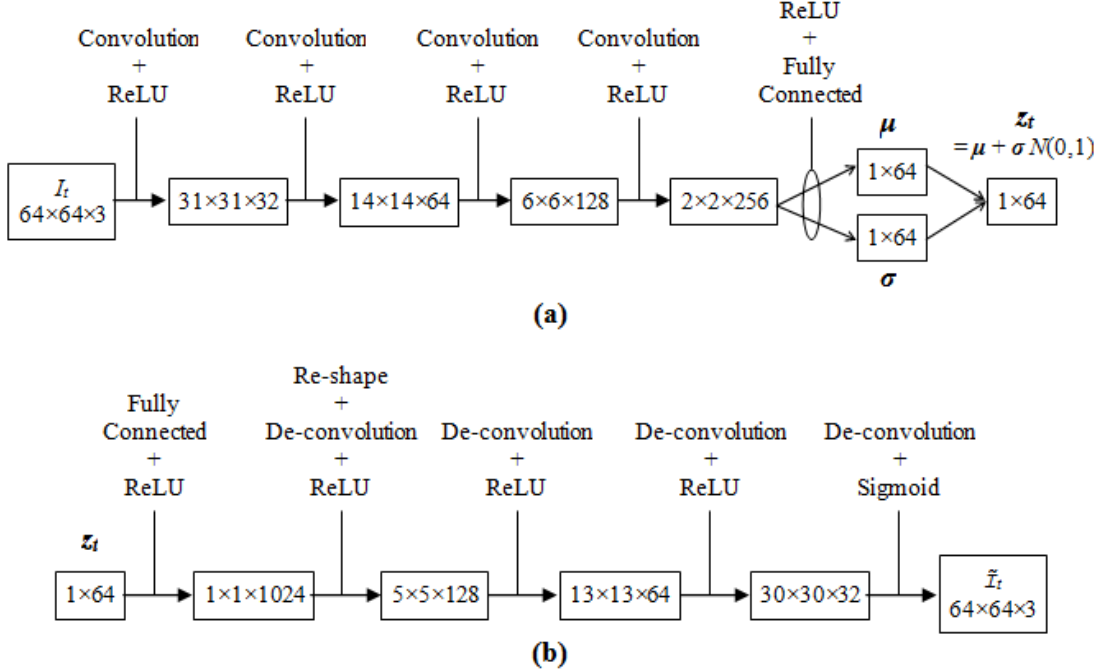 Convolution
+
ReLU
Convolution
+
ReLU
Convolution
+
ReLU
Convolution
+
ReLU
ReLU
+
Fully
Connected
I_t
64×64×3
31×31×32
14×14×64
6×6×128
2×2×256
μ
1×64
1×64
σ
z_t
= μ + σ N(0,1)
1×64
(a)
Fully
Connected
+
ReLU
Re-shape
+
De-convolution
+
ReLU
De-convolution
+
ReLU
De-convolution
+
ReLU
De-convolution
+
Sigmoid
z_t
1×64
1×1×1024
5×5×128
13×13×64
30×30×32
Ĩ_t
64×64×3
(b)